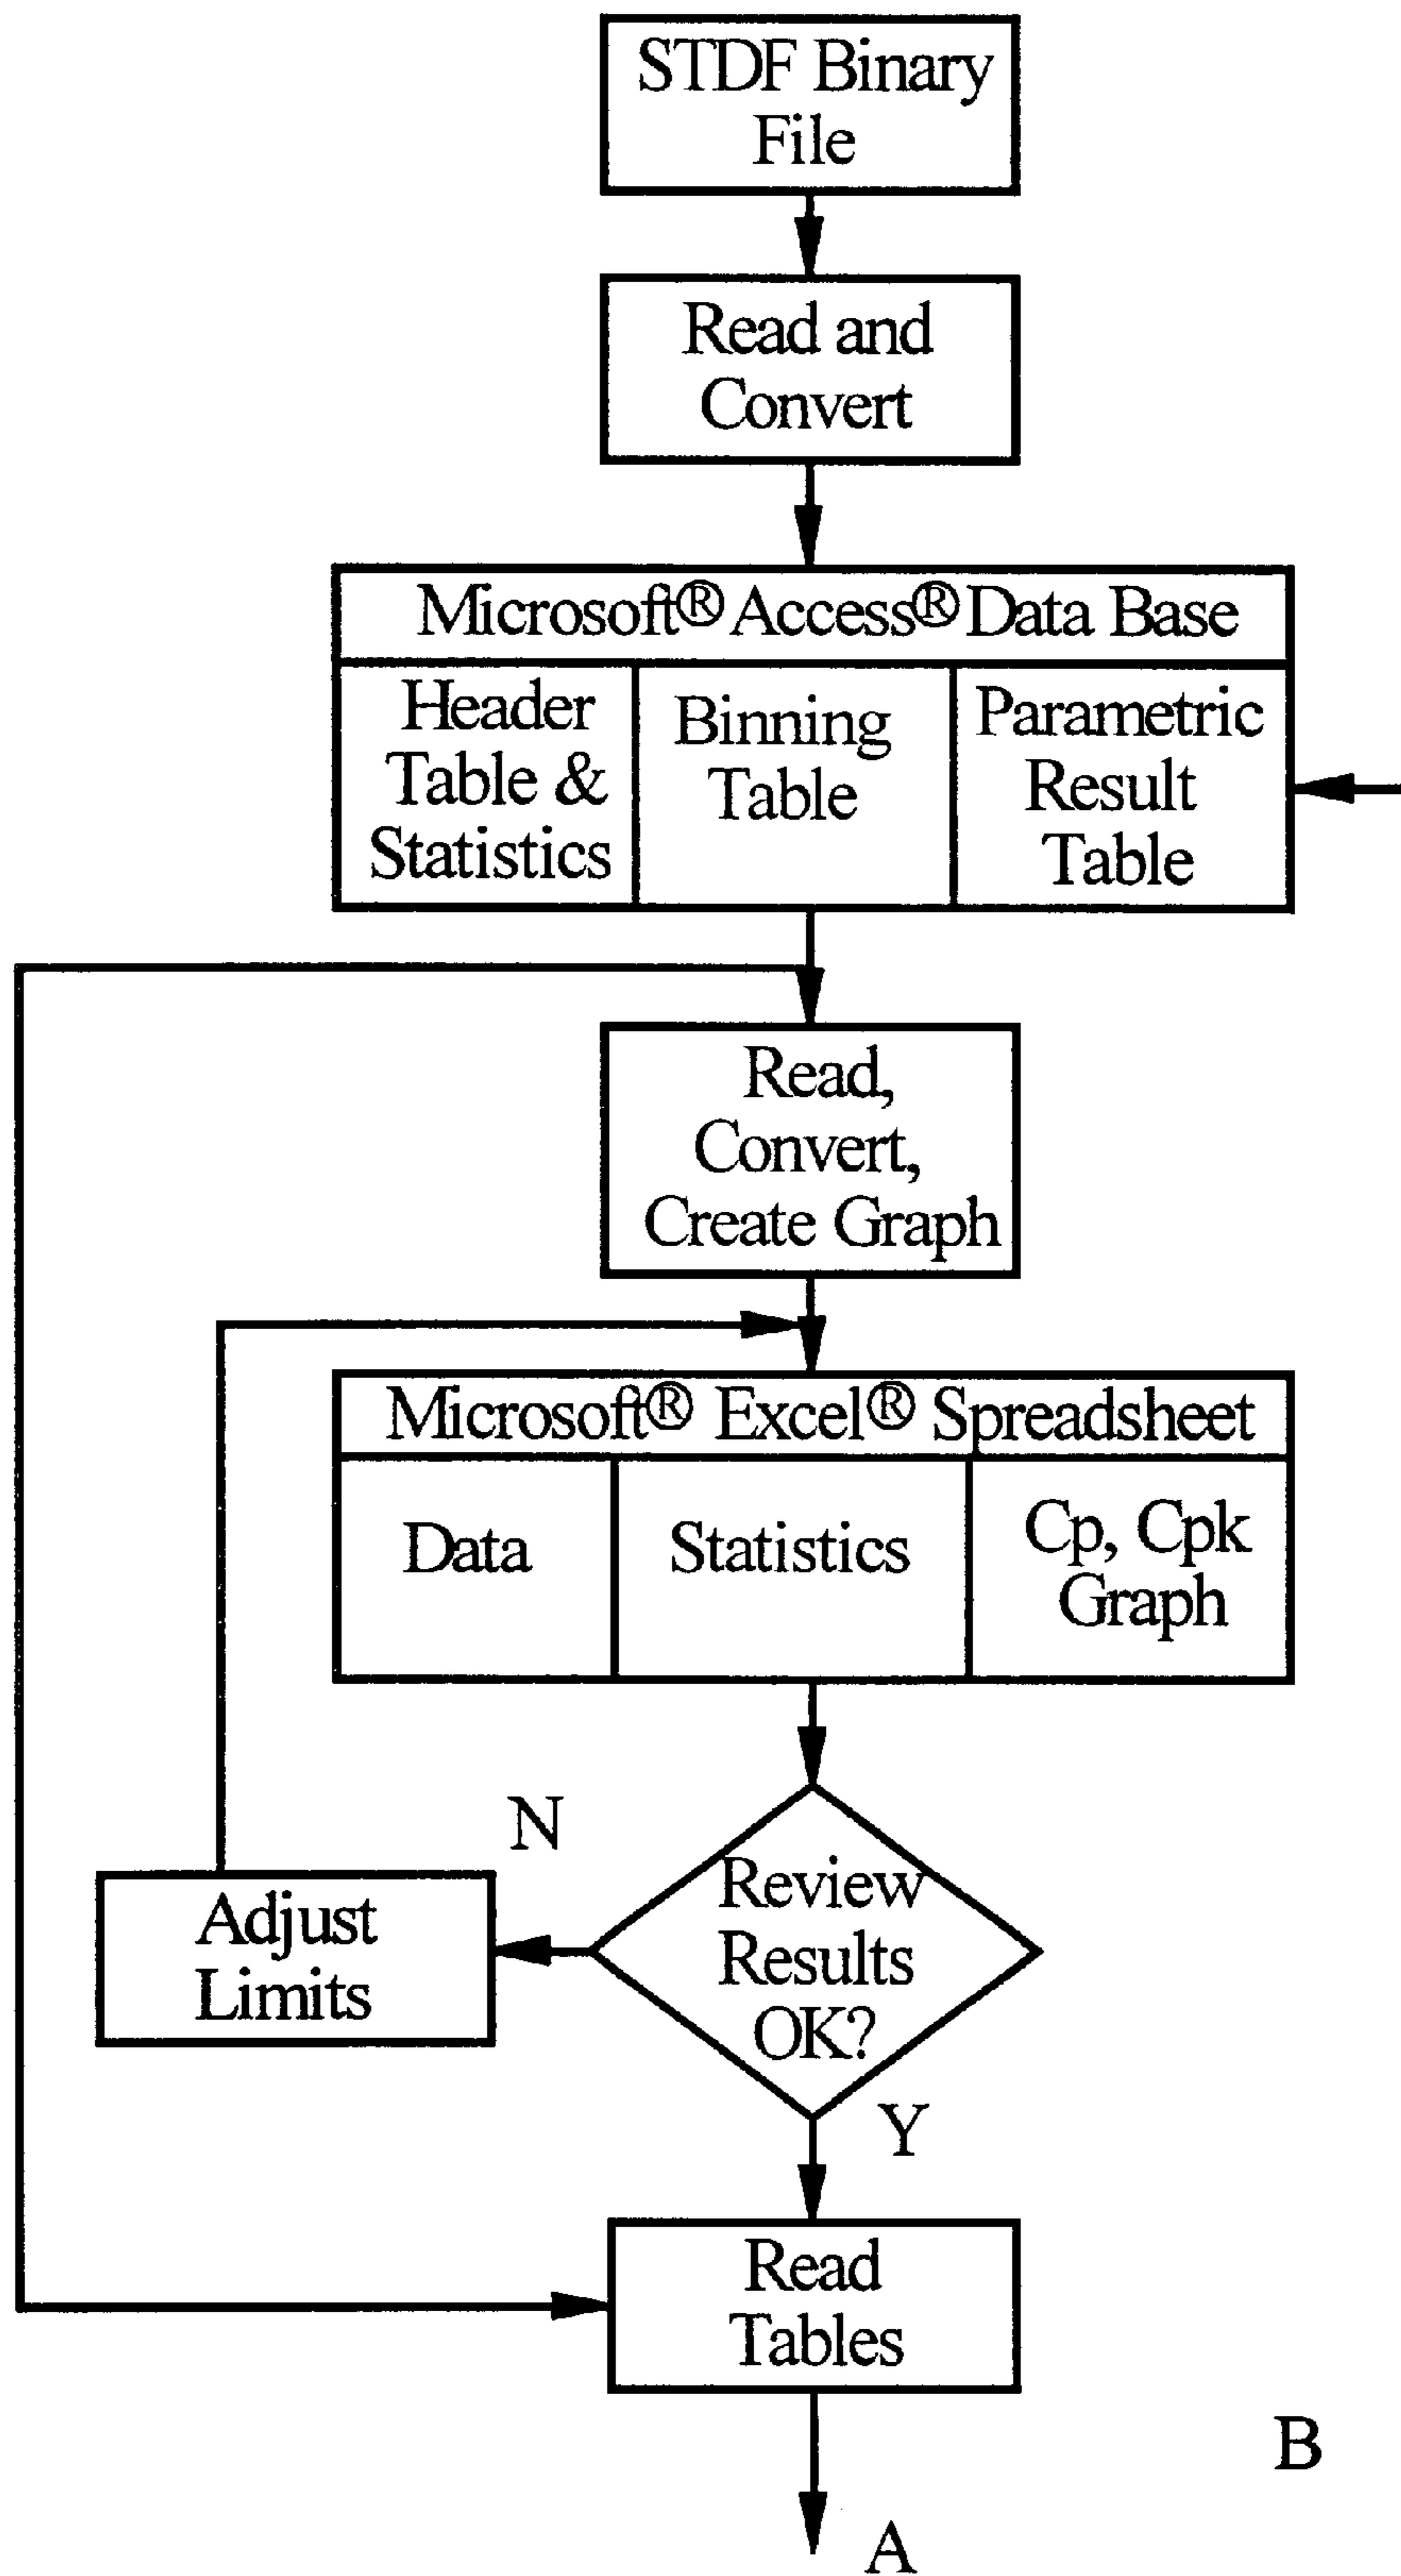 STDF Binary
File
Read and
Convert
Microsoft® Access® Data Base
Header
Table &
Statistics
Binning
Table
Parametric
Result
Table
Read,
Convert,
Create Graph
Microsoft® Excel® Spreadsheet
Data
Statistics
Cp, Cpk
Graph
N
Review
Results
OK?
Adjust
Limits
Y
Read
Tables
B
A